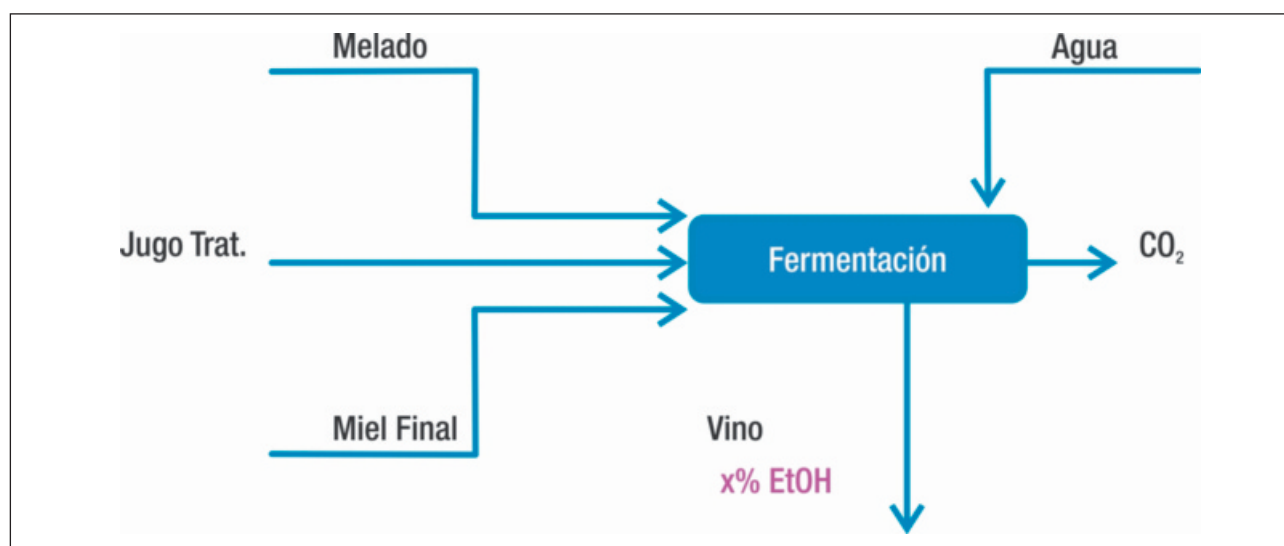 Melado
Agua
Jugo Trat.
Fermentación
CO₂
Miel Final
Vino
x% EtOH